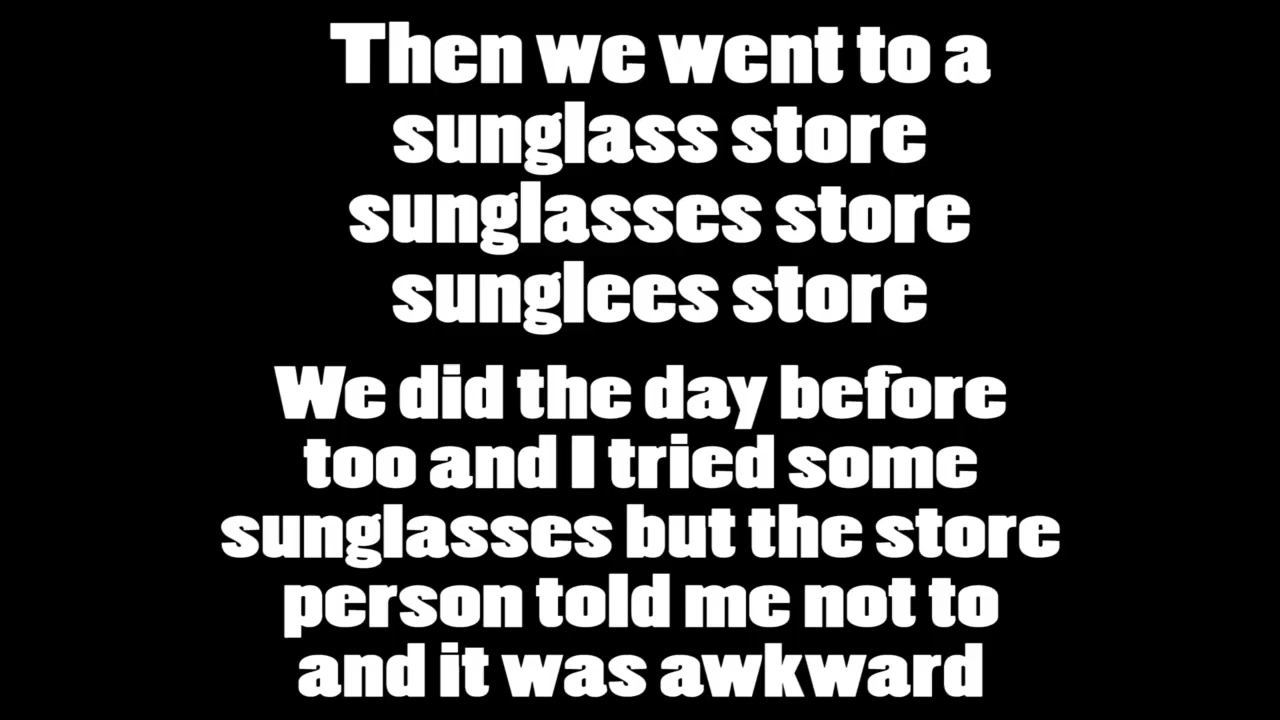 Then we went to a
sunglass store
sunglasses store
sunglees store
We did the day before
too and I tried some
sunglasses but the store
person told me not to
and it was awkward